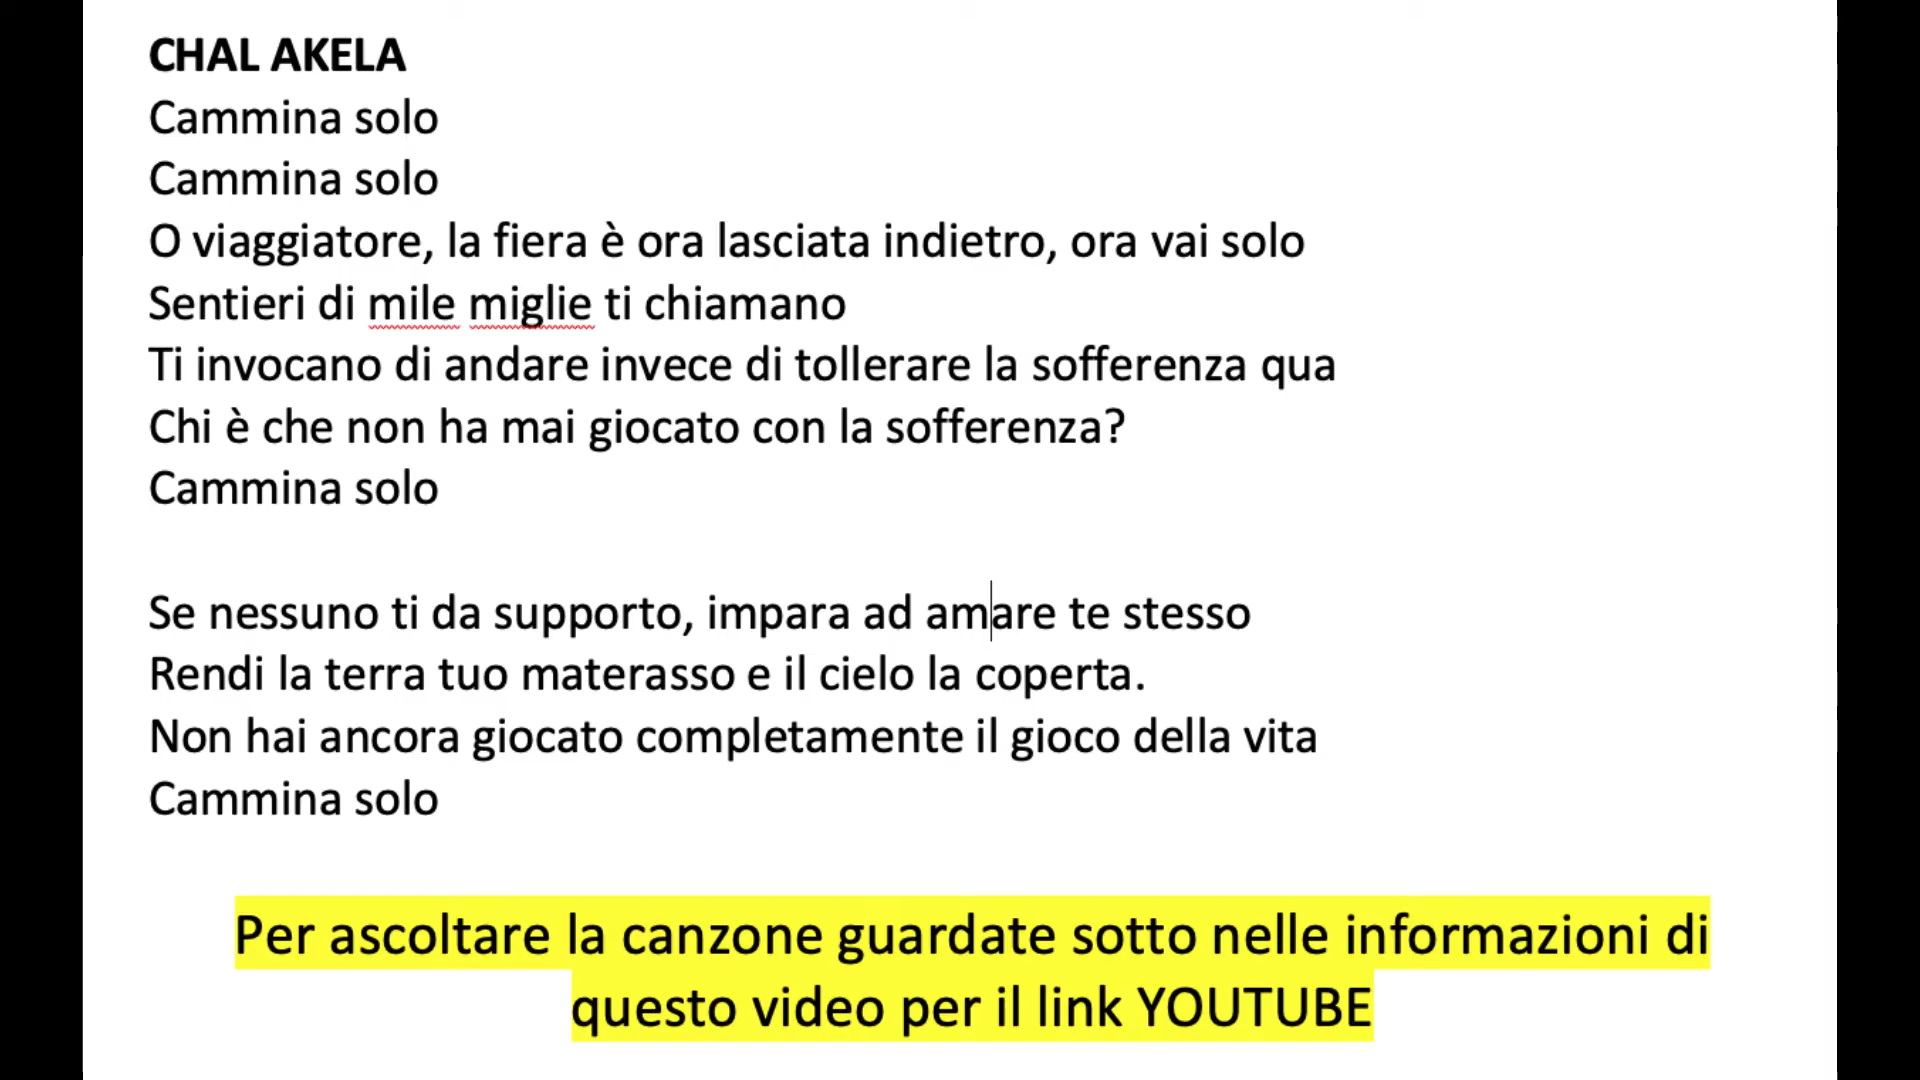 CHAL AKELA
Cammina solo
Cammina solo
O viaggiatore, la fiera è ora lasciata indietro, ora vai solo
Sentieri di mile miglie ti chiamano
Ti invocano di andare invece di tollerare la sofferenza qua
Chi è che non ha mai giocato con la sofferenza?
Cammina solo
Se nessuno ti da supporto, impara ad amare te stesso
Rendi la terra tuo materasso e il cielo la coperta.
Non hai ancora giocato completamente il gioco della vita
Cammina solo
Per ascoltare la canzone guardate sotto nelle informazioni di
questo video per il link YOUTUBE